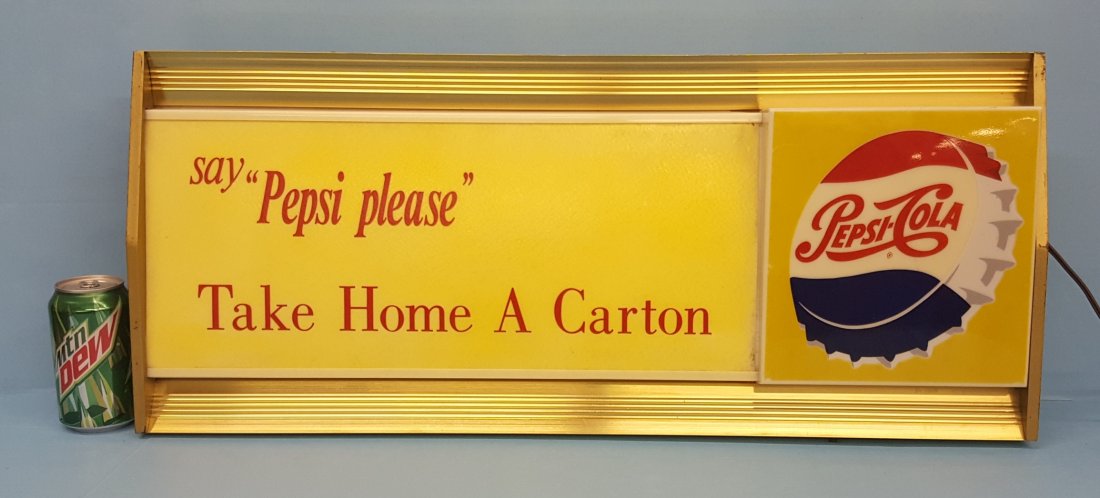 say “Pepsi please”
Take Home A Carton
PEPSI-COLA
®
mtn
DEW